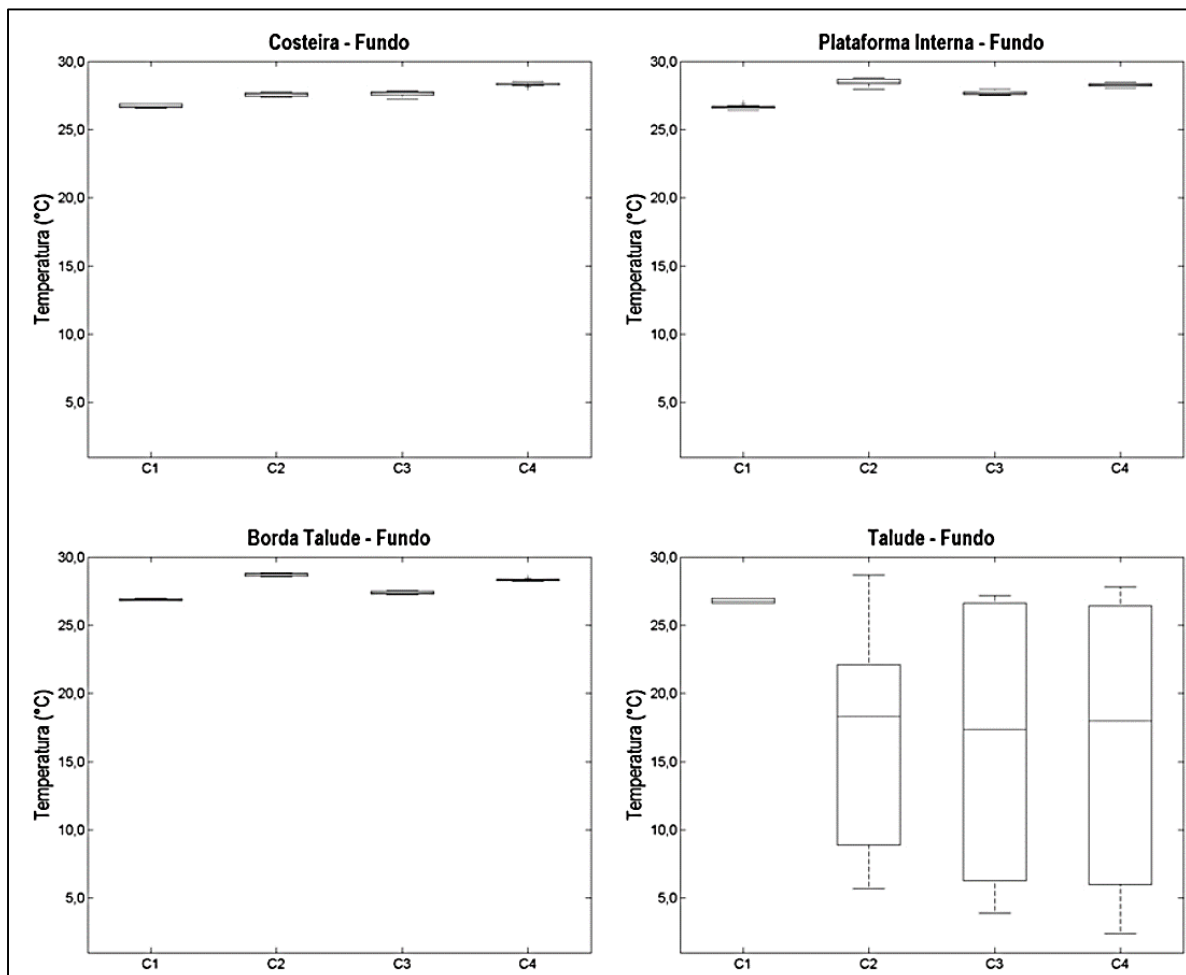 Costeira - Fundo
30,0
25,0
20,0
15,0
10,0
5,0
Temperatura (°C)
C1 C2 C3 C4
Plataforma Interna - Fundo
30,0
25,0
20,0
15,0
10,0
5,0
Temperatura (°C)
C1 C2 C3 C4
Borda Talude - Fundo
30,0
25,0
20,0
15,0
10,0
5,0
Temperatura (°C)
C1 C2 C3 C4
Talude - Fundo
30,0
25,0
20,0
15,0
10,0
5,0
Temperatura (°C)
C1 C2 C3 C4